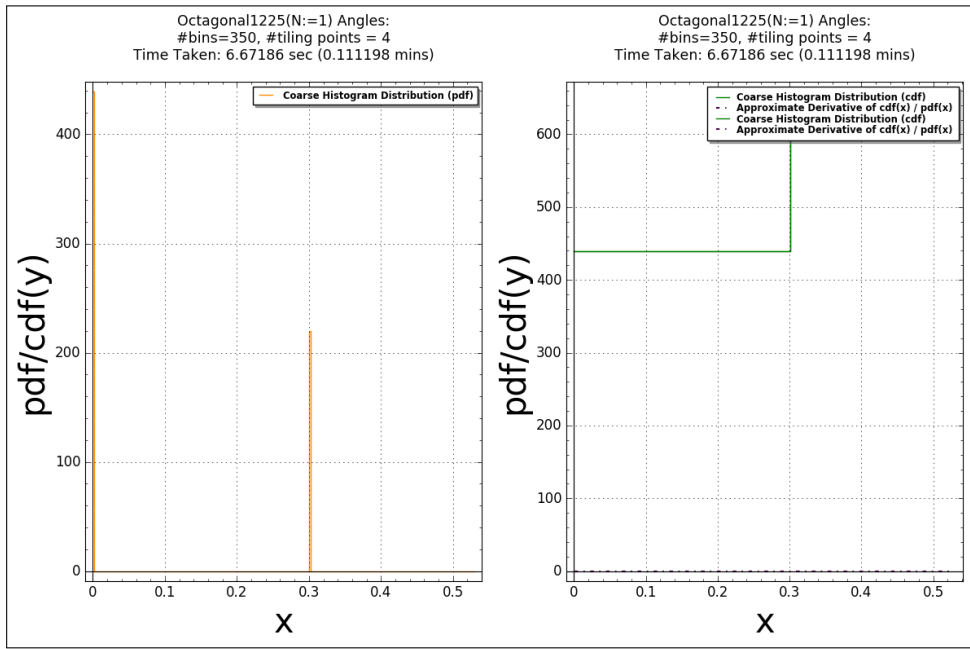 Octagonal1225(N:=1) Angles:
#bins=350, #tiling points = 4
Time Taken: 6.67186 sec (0.111198 mins)
Coarse Histogram Distribution (pdf)
pdf/cdf(y)
400
300
200
100
0
0
0.1
0.2
0.3
0.4
0.5
x
Octagonal1225(N:=1) Angles:
#bins=350, #tiling points = 4
Time Taken: 6.67186 sec (0.111198 mins)
Coarse Histogram Distribution (cdf)
Approximate Derivative of cdf(x) / pdf(x)
Coarse Histogram Distribution (cdf)
Approximate Derivative of cdf(x) / pdf(x)
pdf/cdf(y)
600
500
400
300
200
100
0
0
0.1
0.2
0.3
0.4
0.5
x